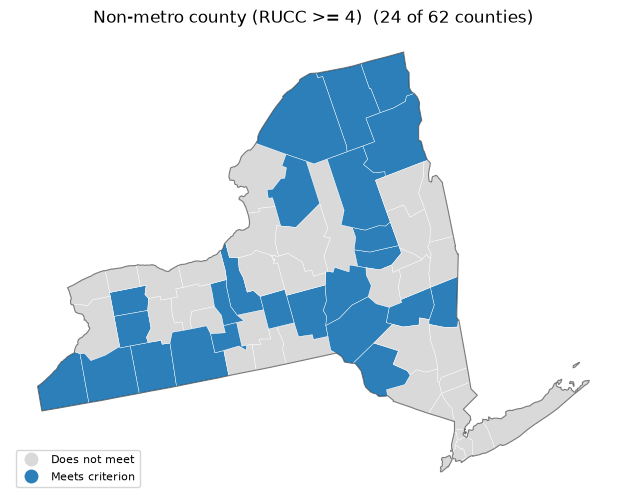 Non-metro county (RUCC >= 4)  (24 of 62 counties)
Does not meet
Meets criterion